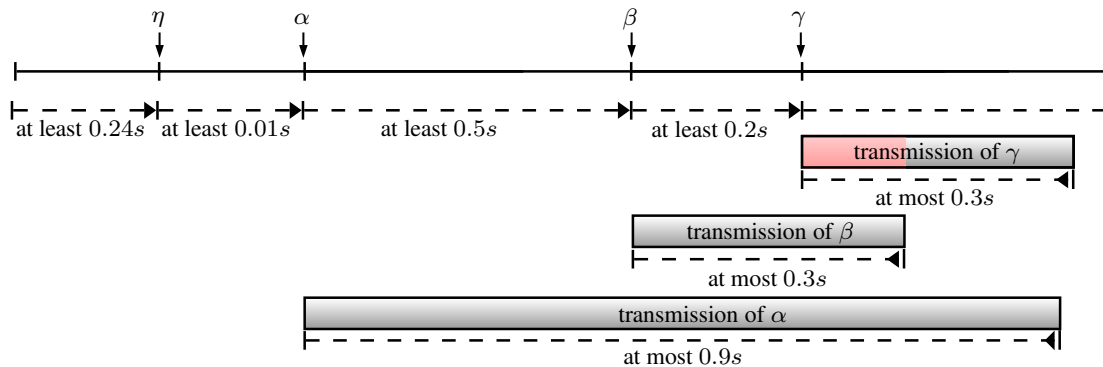 η α β γ
at least 0.24s at least 0.01s at least 0.5s at least 0.2s
transmission of γ
at most 0.3s
transmission of β
at most 0.3s
transmission of α
at most 0.9s